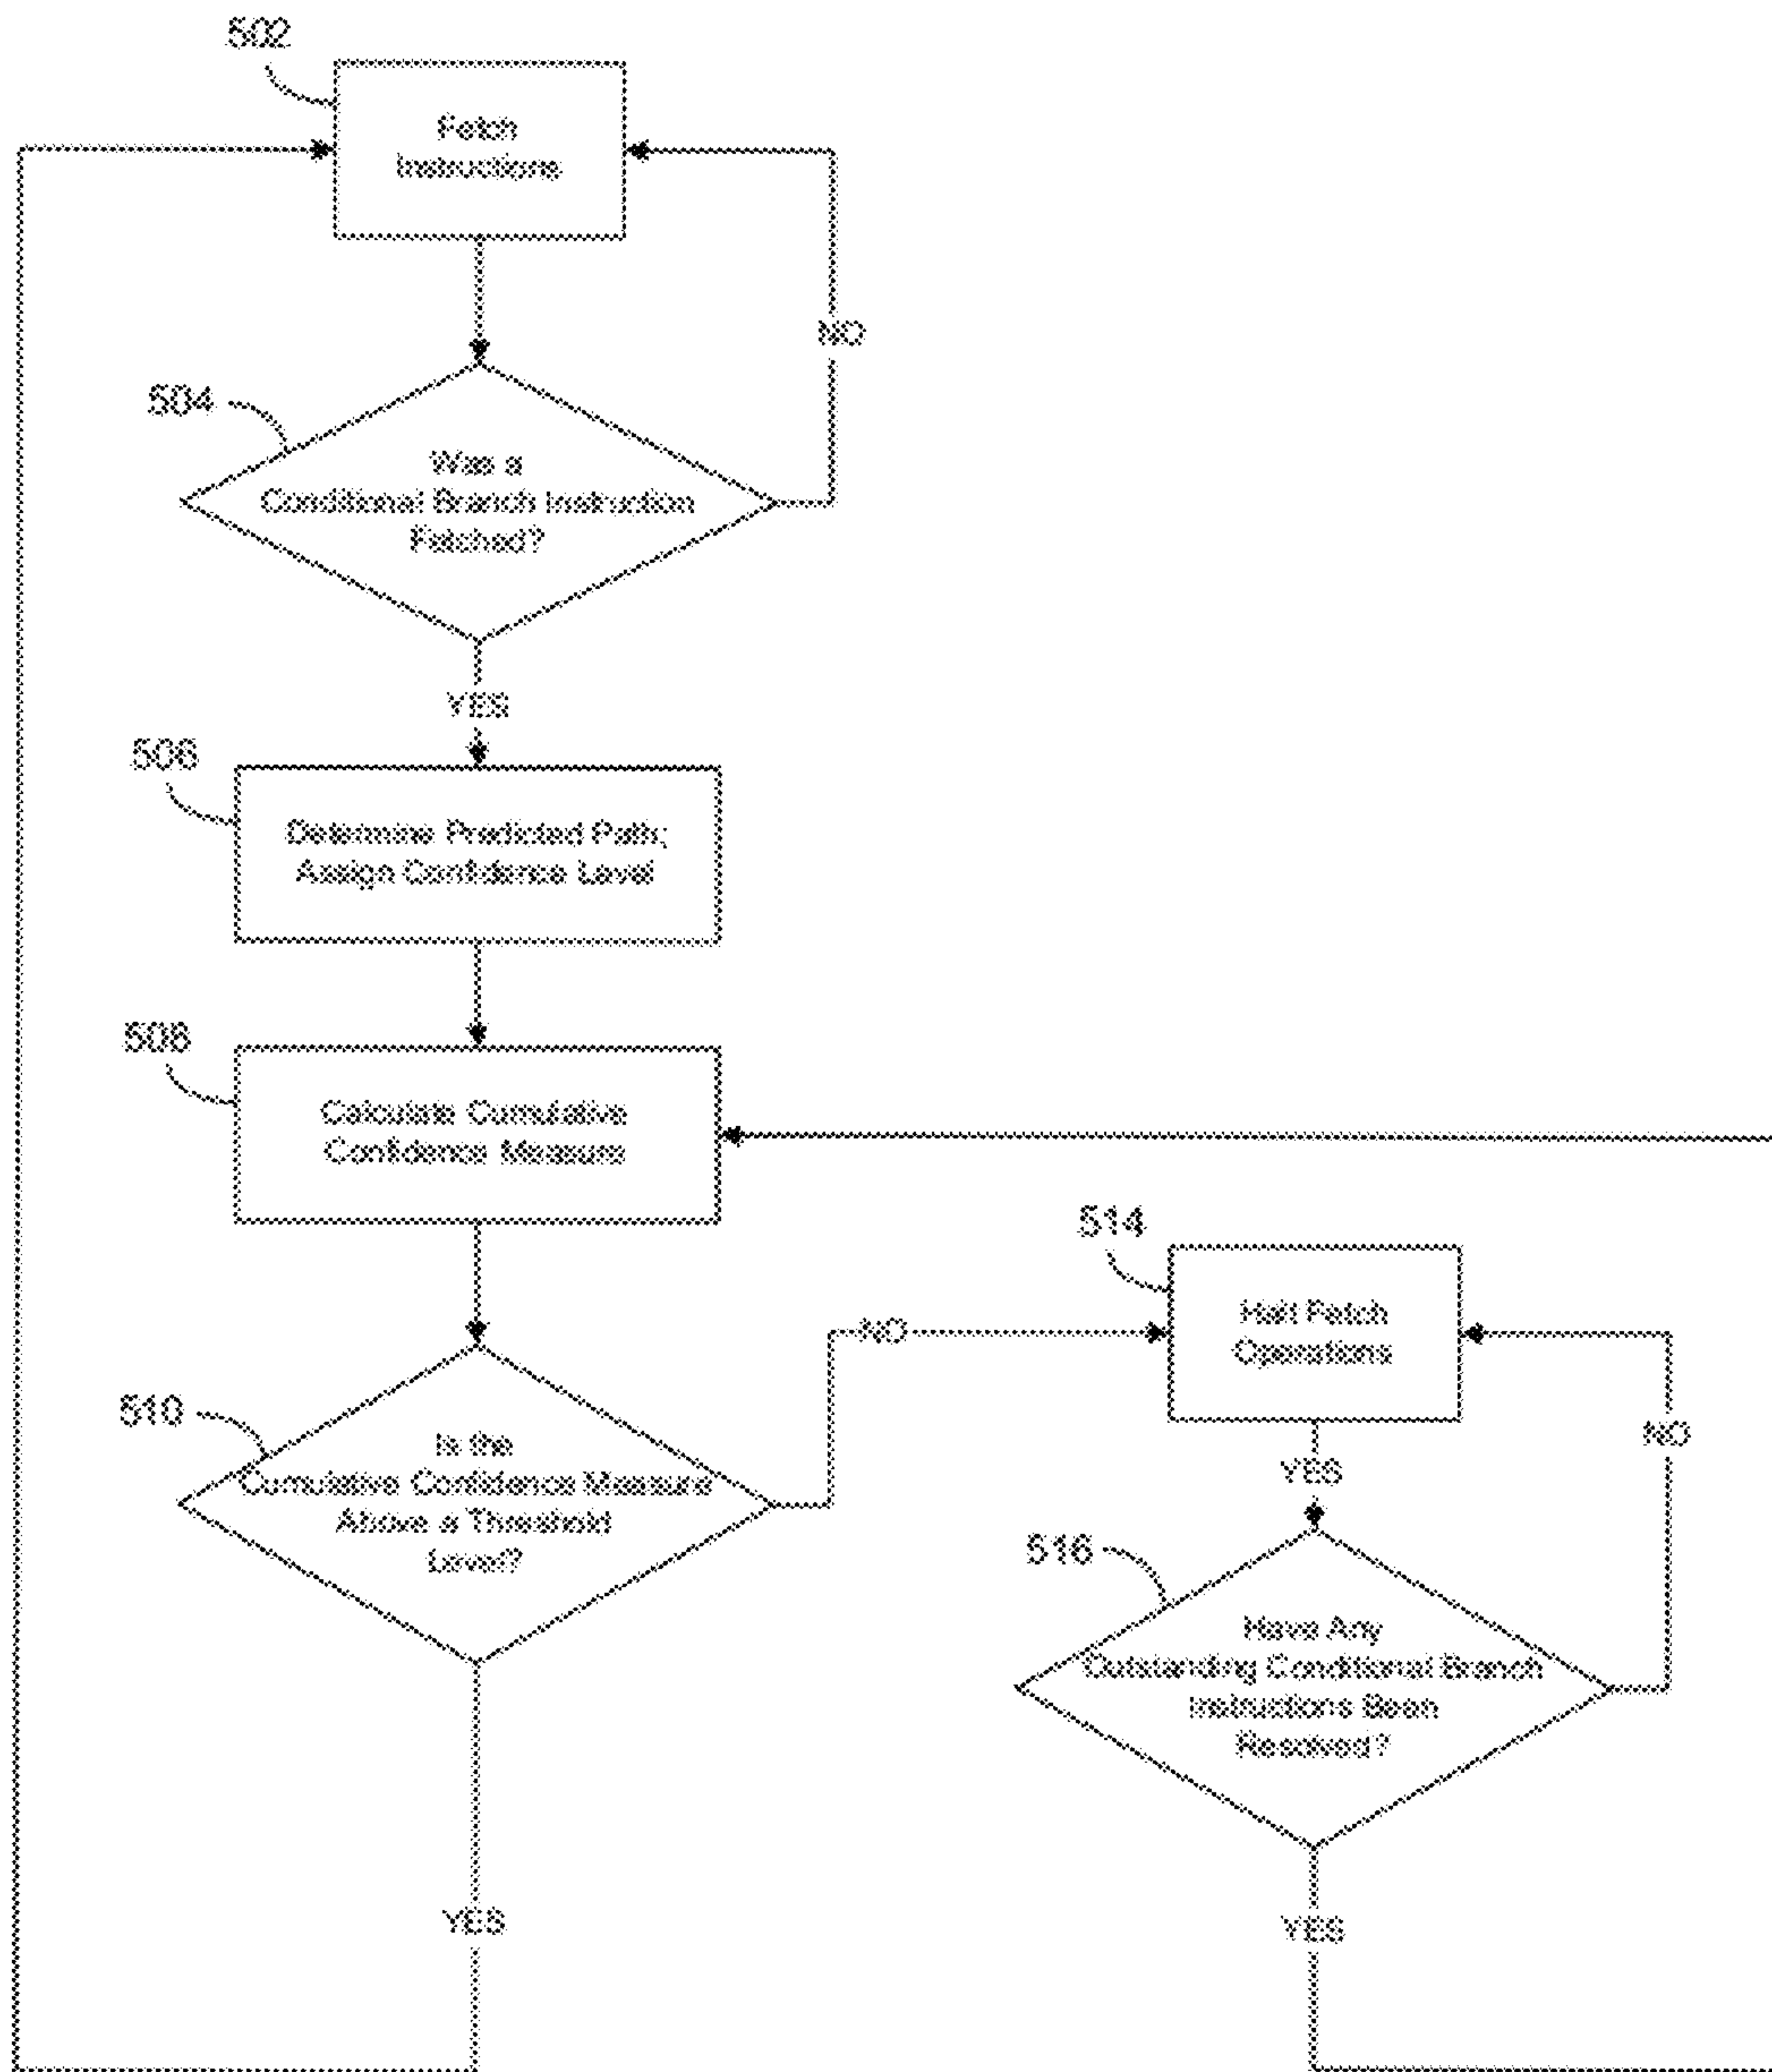 502
Fetch
Instructions
NO
504
Was a
Conditional Branch Instruction
Fetched?
YES
506
Determine Predicted Path;
Assign Confidence Level
508
Calculate Cumulative
Confidence Measure
510
Is the
Cumulative Confidence Measure
Above a Threshold
Level?
NO
514
Halt Fetch
Operations
NO
YES
516
Have Any
Outstanding Conditional Branch
Instructions Been
Resolved?
YES
YES